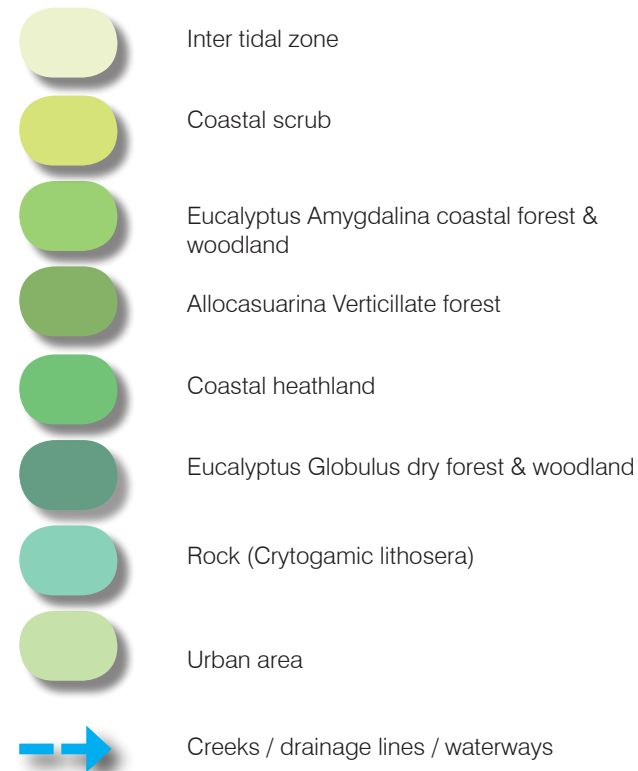 Inter tidal zone
Coastal scrub
Eucalyptus Amygdalina coastal forest &
woodland
Allocasuarina Verticillate forest
Coastal heathland
Eucalyptus Globulus dry forest & woodland
Rock (Crytogamic lithosera)
Urban area
Creeks / drainage lines / waterways